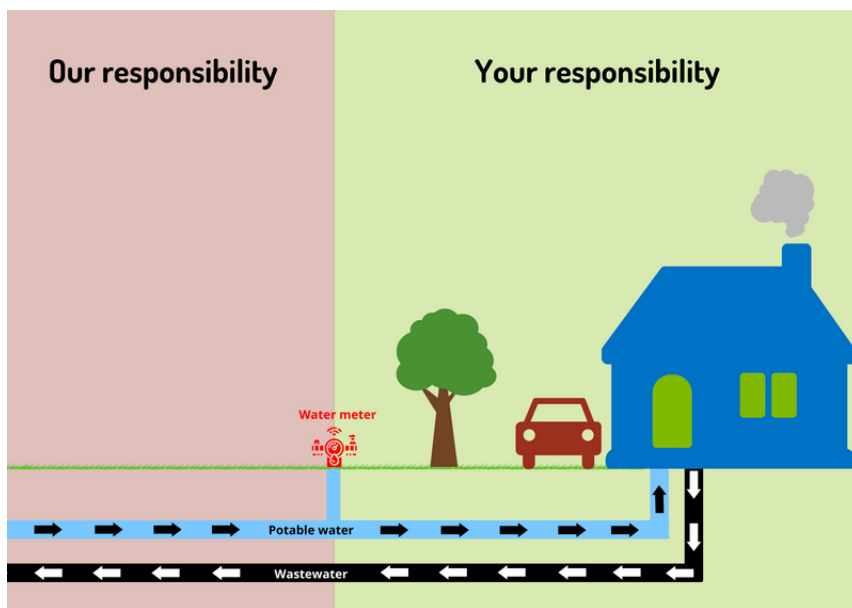 Our responsibility
Your responsibility
Water meter
Potable water
Wastewater